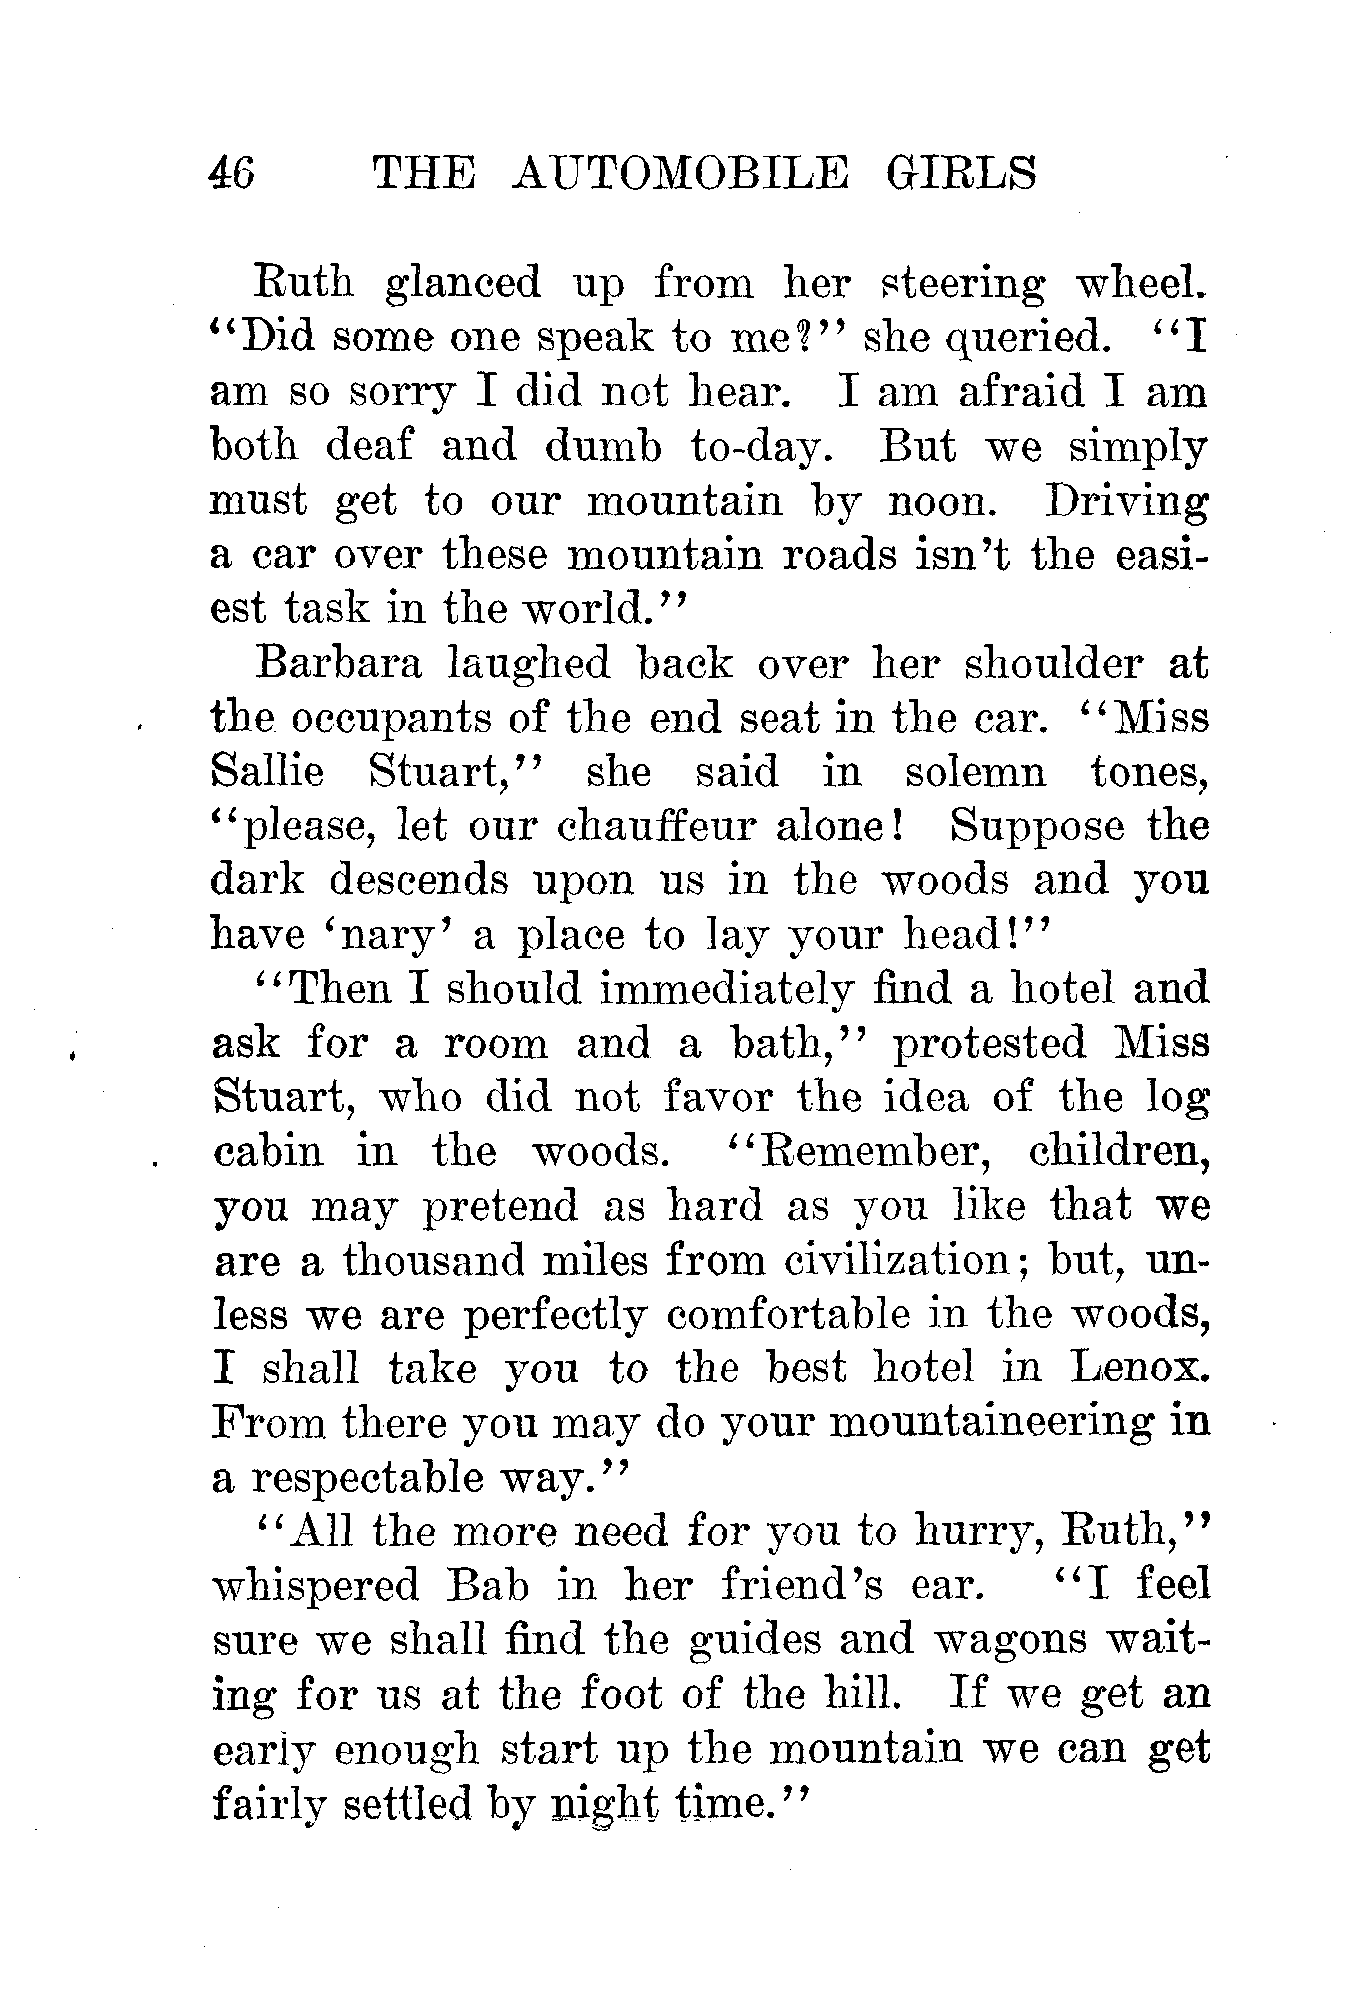 46 THE AUTOMOBILE GIRLS
Ruth glanced up from her steering wheel.
“Did some one speak to me?” she queried. “I
am so sorry I did not hear. I am afraid I am
both deaf and dumb to-day. But we simply
must get to our mountain by noon. Driving
a car over these mountain roads isn’t the easi-
est task in the world.”
Barbara laughed back over her shoulder at
the occupants of the end seat in the car. “Miss
Sallie Stuart,” she said in solemn tones,
“please, let our chauffeur alone! Suppose the
dark descends upon us in the woods and you
have ‘nary’ a place to lay your head!”
“Then I should immediately find a hotel and
ask for a room and a bath,” protested Miss
Stuart, who did not favor the idea of the log
cabin in the woods. “Remember, children,
you may pretend as hard as you like that we
are a thousand miles from civilization; but, un-
less we are perfectly comfortable in the woods,
I shall take you to the best hotel in Lenox.
From there you may do your mountaineering in
a respectable way.”
“All the more need for you to hurry, Ruth,”
whispered Bab in her friend’s ear. “I feel
sure we shall find the guides and wagons wait-
ing for us at the foot of the hill. If we get an
early enough start up the mountain we can get
fairly settled by night time.”